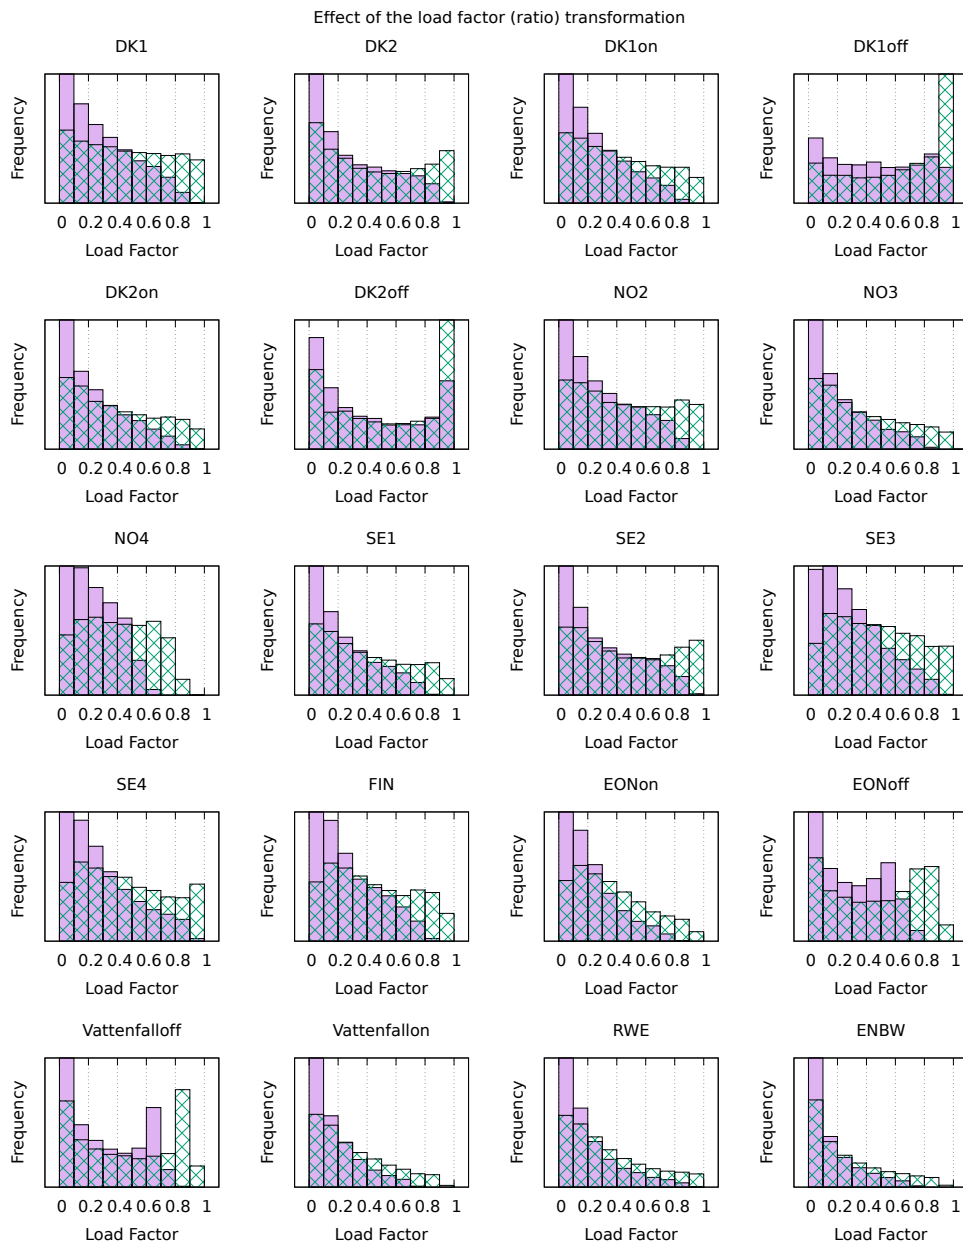 Effect of the load factor (ratio) transformation
DK1
Frequency
0 0.2 0.4 0.6 0.8 1
Load Factor
DK2
Frequency
0 0.2 0.4 0.6 0.8 1
Load Factor
DK1on
Frequency
0 0.2 0.4 0.6 0.8 1
Load Factor
DK1off
Frequency
0 0.2 0.4 0.6 0.8 1
Load Factor
DK2on
Frequency
0 0.2 0.4 0.6 0.8 1
Load Factor
DK2off
Frequency
0 0.2 0.4 0.6 0.8 1
Load Factor
NO2
Frequency
0 0.2 0.4 0.6 0.8 1
Load Factor
NO3
Frequency
0 0.2 0.4 0.6 0.8 1
Load Factor
NO4
Frequency
0 0.2 0.4 0.6 0.8 1
Load Factor
SE1
Frequency
0 0.2 0.4 0.6 0.8 1
Load Factor
SE2
Frequency
0 0.2 0.4 0.6 0.8 1
Load Factor
SE3
Frequency
0 0.2 0.4 0.6 0.8 1
Load Factor
SE4
Frequency
0 0.2 0.4 0.6 0.8 1
Load Factor
FIN
Frequency
0 0.2 0.4 0.6 0.8 1
Load Factor
EONon
Frequency
0 0.2 0.4 0.6 0.8 1
Load Factor
EONoff
Frequency
0 0.2 0.4 0.6 0.8 1
Load Factor
Vattenfalloff
Frequency
0 0.2 0.4 0.6 0.8 1
Load Factor
Vattenfallon
Frequency
0 0.2 0.4 0.6 0.8 1
Load Factor
RWE
Frequency
0 0.2 0.4 0.6 0.8 1
Load Factor
ENBW
Frequency
0 0.2 0.4 0.6 0.8 1
Load Factor